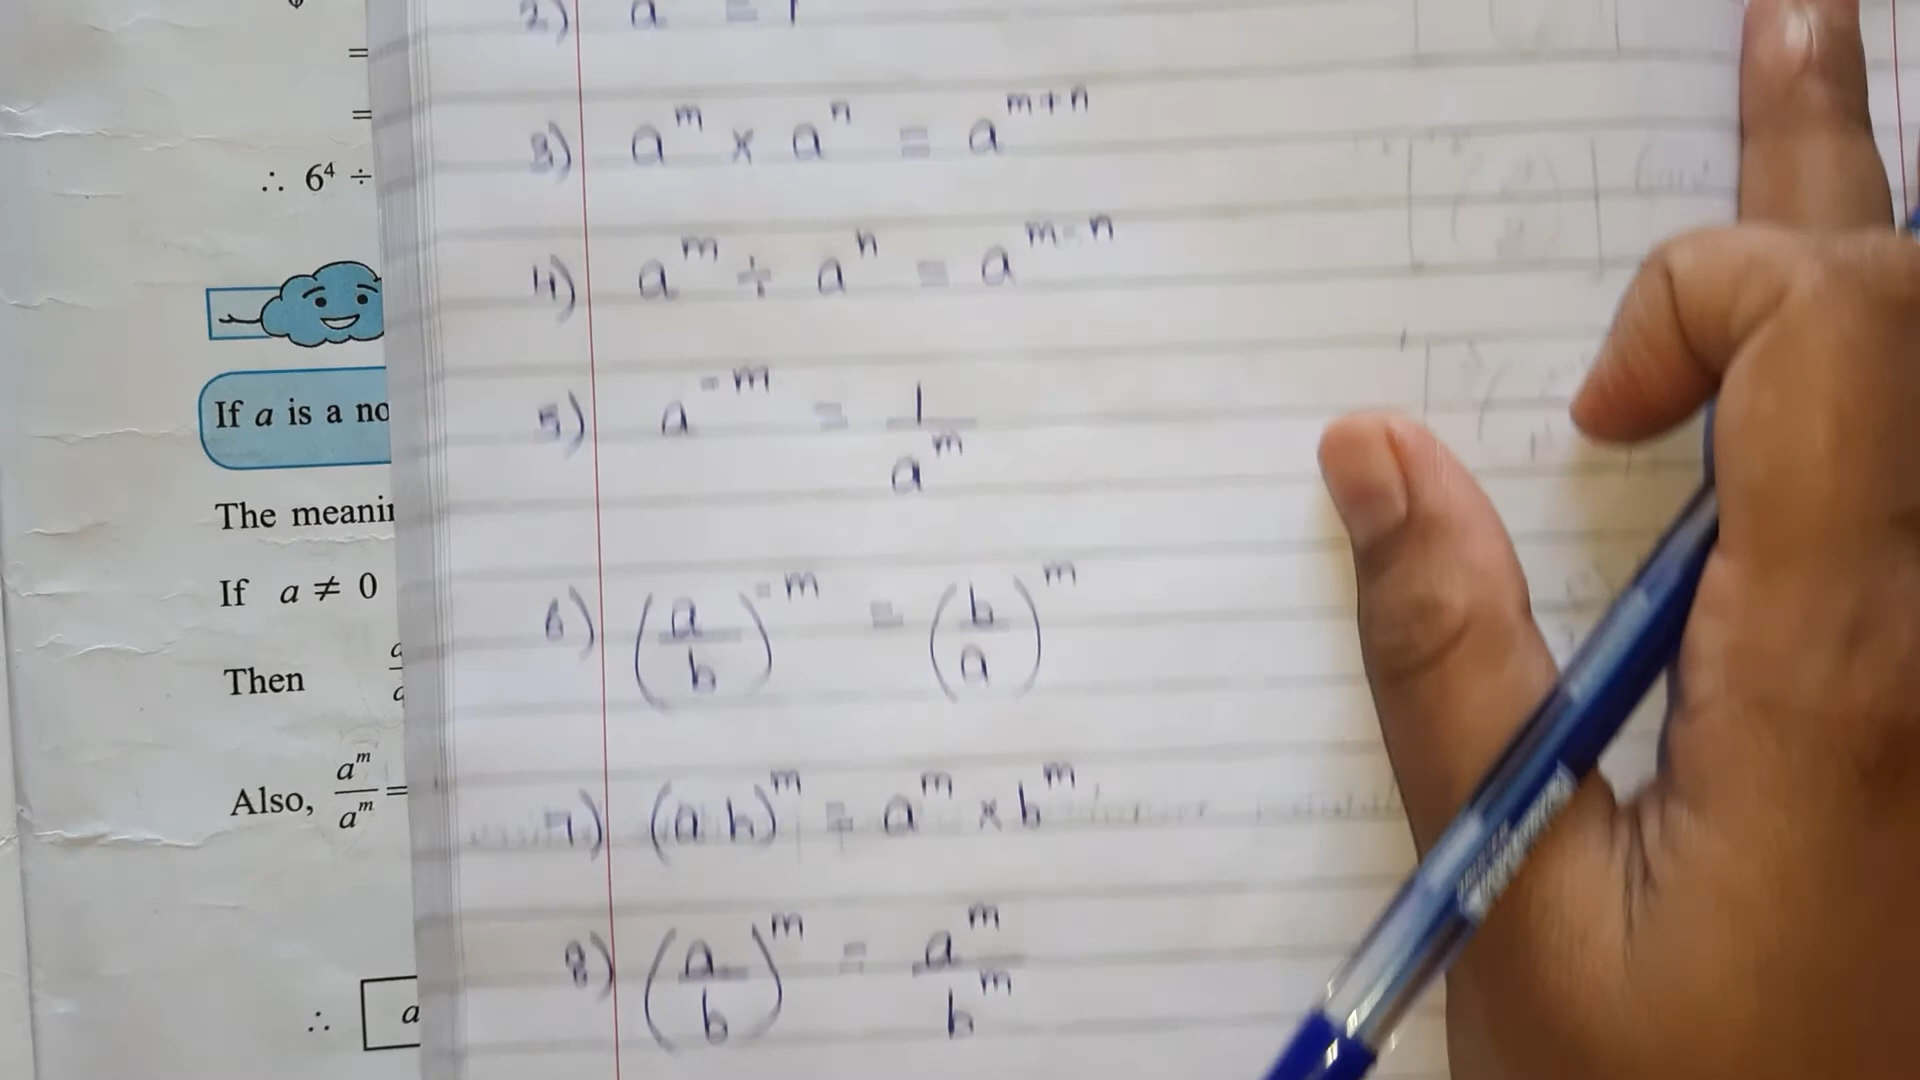 =
=
∴ 6⁴ ÷
If a is a no
The meani
If a ≠ 0
Then
Also, aᵐ/aᵐ =
∴ a
3) aᵐ × aⁿ = aᵐ⁺ⁿ
4) aᵐ ÷ aⁿ = aᵐ⁻ⁿ
5) a⁻ᵐ = 1/aᵐ
6) (a/b)⁻ᵐ = (b/a)ᵐ
7) (ab)ᵐ = aᵐ × bᵐ
8) (a/b)ᵐ = aᵐ/bᵐ